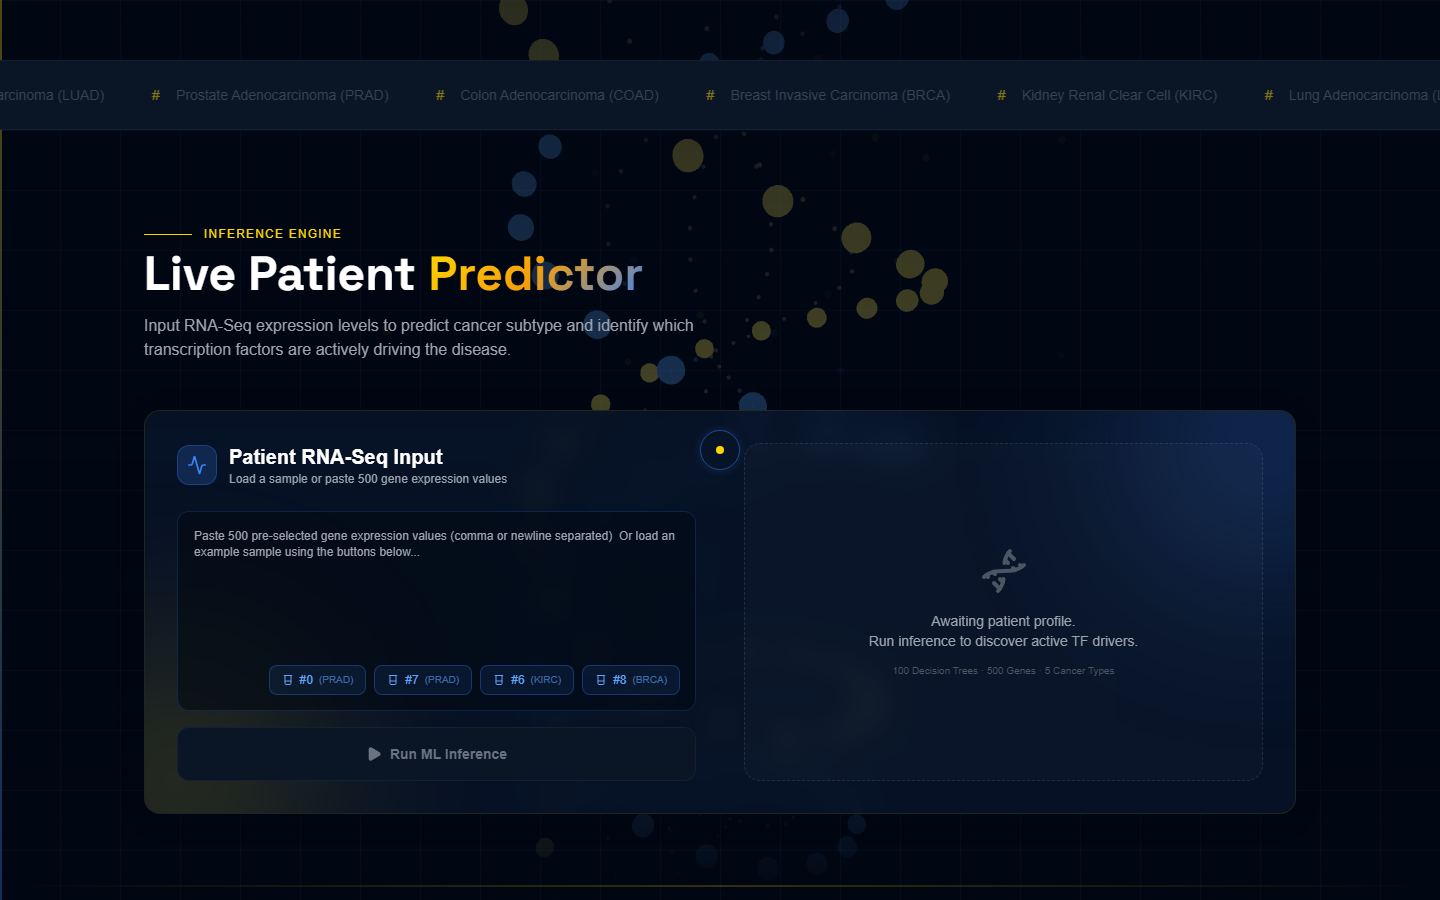 arcinoma (LUAD) # Prostate Adenocarcinoma (PRAD) # Colon Adenocarcinoma (COAD) # Breast Invasive Carcinoma (BRCA) # Kidney Renal Clear Cell (KIRC) # Lung Adenocarcinoma (
INFERENCE ENGINE
Live Patient Predictor
Input RNA-Seq expression levels to predict cancer subtype and identify which
transcription factors are actively driving the disease.
Patient RNA-Seq Input
Load a sample or paste 500 gene expression values
Paste 500 pre-selected gene expression values (comma or newline separated) Or load an
example sample using the buttons below...
#0 (PRAD) #7 (PRAD) #6 (KIRC) #8 (BRCA)
Run ML Inference
Awaiting patient profile.
Run inference to discover active TF drivers.
100 Decision Trees · 500 Genes · 5 Cancer Types